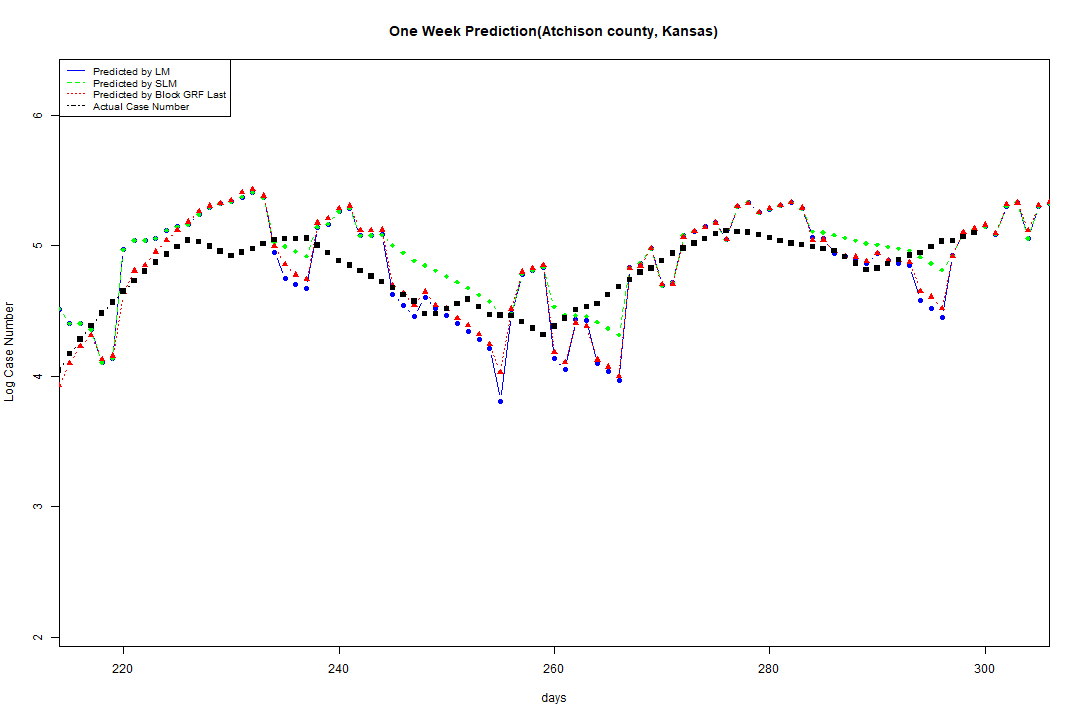 One Week Prediction(Atchison county, Kansas)
Predicted by LM
Predicted by SLM
Predicted by Block GRF Last
Actual Case Number
6
5
4
3
2
Log Case Number
220 240 260 280 300
days